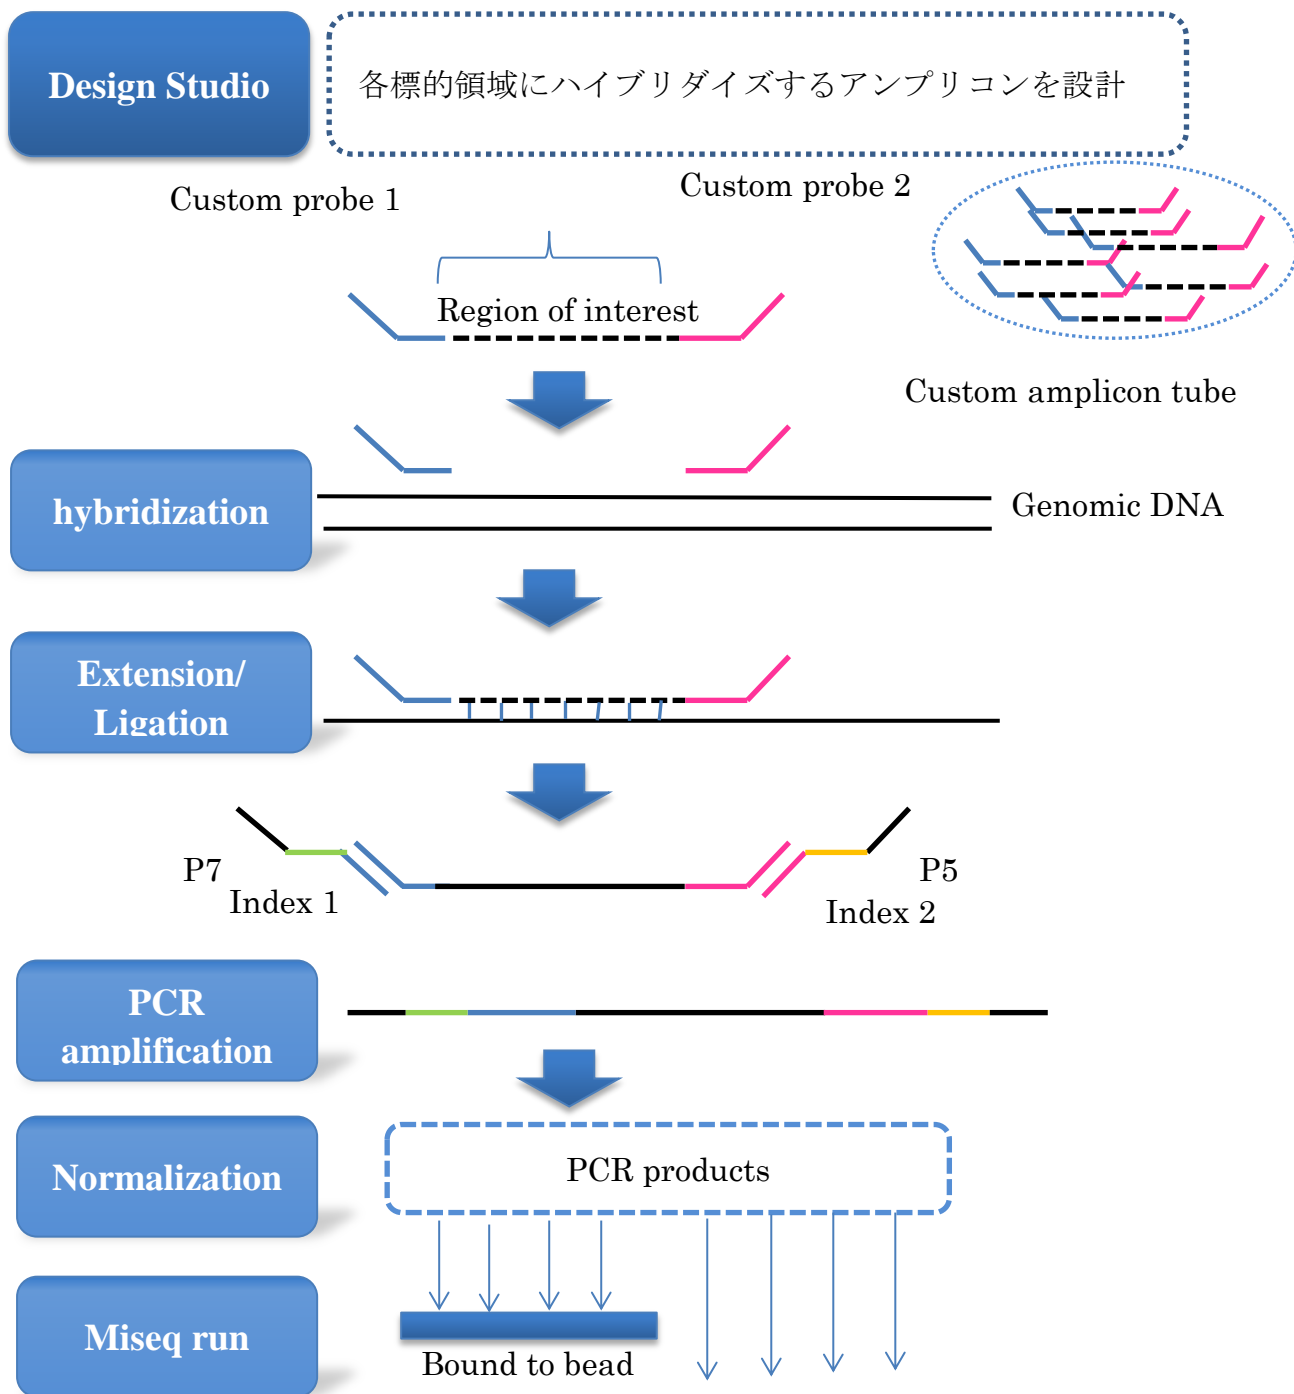 Design Studio
各標的領域にハイブリダイズするアンプリコンを設計
Custom probe 1
Custom probe 2
Region of interest
Custom amplicon tube
hybridization
Genomic DNA
Extension/
Ligation
P7
Index 1
P5
Index 2
PCR
amplification
Normalization
PCR products
Miseq run
Bound to bead